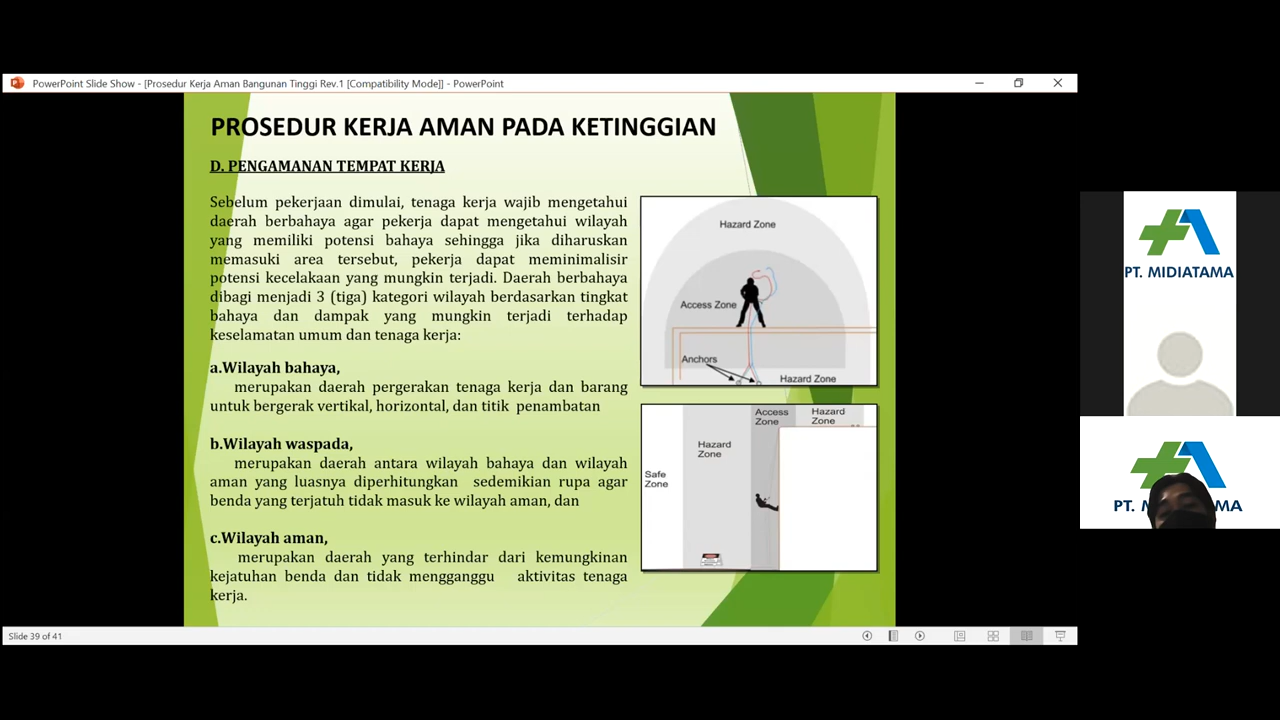 PowerPoint Slide Show - [Prosedur Kerja Aman Bangunan Tinggi Rev.1 [Compatibility Mode]] - PowerPoint
PROSEDUR KERJA AMAN PADA KETINGGIAN
D. PENGAMANAN TEMPAT KERJA
Sebelum pekerjaan dimulai, tenaga kerja wajib mengetahui
daerah berbahaya agar pekerja dapat mengetahui wilayah
yang memiliki potensi bahaya sehingga jika diharuskan
memasuki area tersebut, pekerja dapat meminimalisir
potensi kecelakaan yang mungkin terjadi. Daerah berbahaya
dibagi menjadi 3 (tiga) kategori wilayah berdasarkan tingkat
bahaya dan dampak yang mungkin terjadi terhadap
keselamatan umum dan tenaga kerja:
a.Wilayah bahaya,
merupakan daerah pergerakan tenaga kerja dan barang
untuk bergerak vertikal, horizontal, dan titik penambatan
b.Wilayah waspada,
merupakan daerah antara wilayah bahaya dan wilayah
aman yang luasnya diperhitungkan sedemikian rupa agar
benda yang terjatuh tidak masuk ke wilayah aman, dan
c.Wilayah aman,
merupakan daerah yang terhindar dari kemungkinan
kejatuhan benda dan tidak mengganggu aktivitas tenaga
kerja.
Hazard Zone
Access Zone
Anchors
Hazard Zone
Access
Zone
Hazard
Zone
Hazard
Zone
Safe
Zone
Slide 39 of 41
PT. MIDIATAMA
PT. M MA